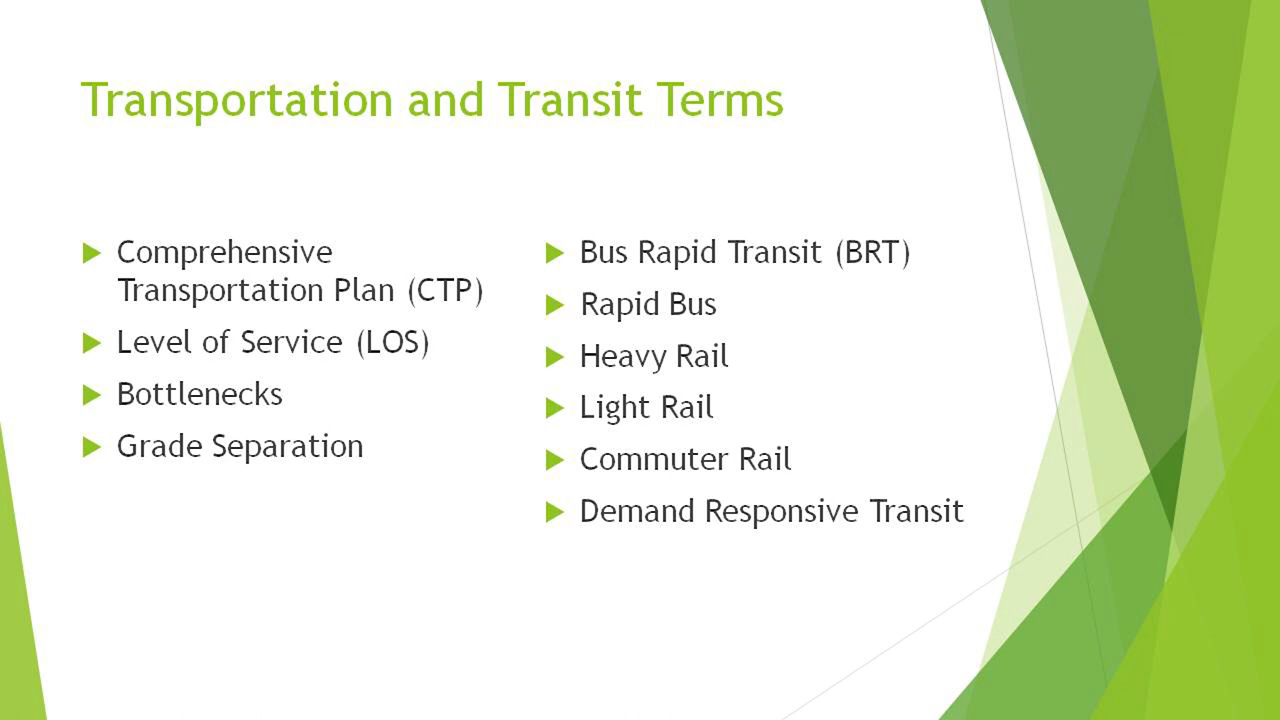 Transportation and Transit Terms
Comprehensive
Transportation Plan (CTP)
Level of Service (LOS)
Bottlenecks
Grade Separation
Bus Rapid Transit (BRT)
Rapid Bus
Heavy Rail
Light Rail
Commuter Rail
Demand Responsive Transit